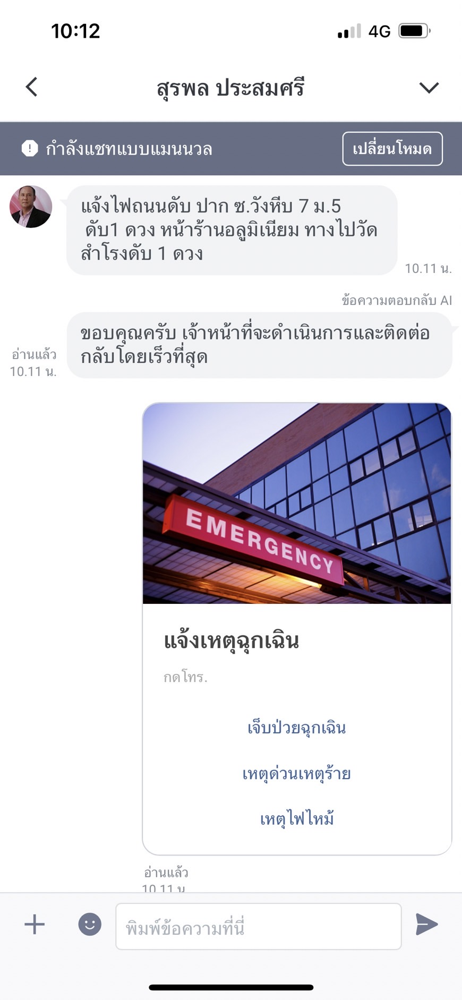 10:12
4G
สุรพล ประสมศรี
กำลังแชทแบบแมนนวล
เปลี่ยนโหมด
แจ้งไฟถนนดับ ปาก ซ.วังหีบ 7 ม.5
ดับ1 ดวง หน้าร้านอลูมิเนียม ทางไปวัด
สำโรงดับ 1 ดวง
10.11 น.
ข้อความตอบกลับ AI
ขอบคุณครับ เจ้าหน้าที่จะดำเนินการและติดต่อ
กลับโดยเร็วที่สุด
อ่านแล้ว
10.11 น.
EMERGENCY
แจ้งเหตุฉุกเฉิน
กดโทร.
เจ็บป่วยฉุกเฉิน
เหตุด่วนเหตุร้าย
เหตุไฟไหม้
อ่านแล้ว
10.11 น.
พิมพ์ข้อความที่นี่